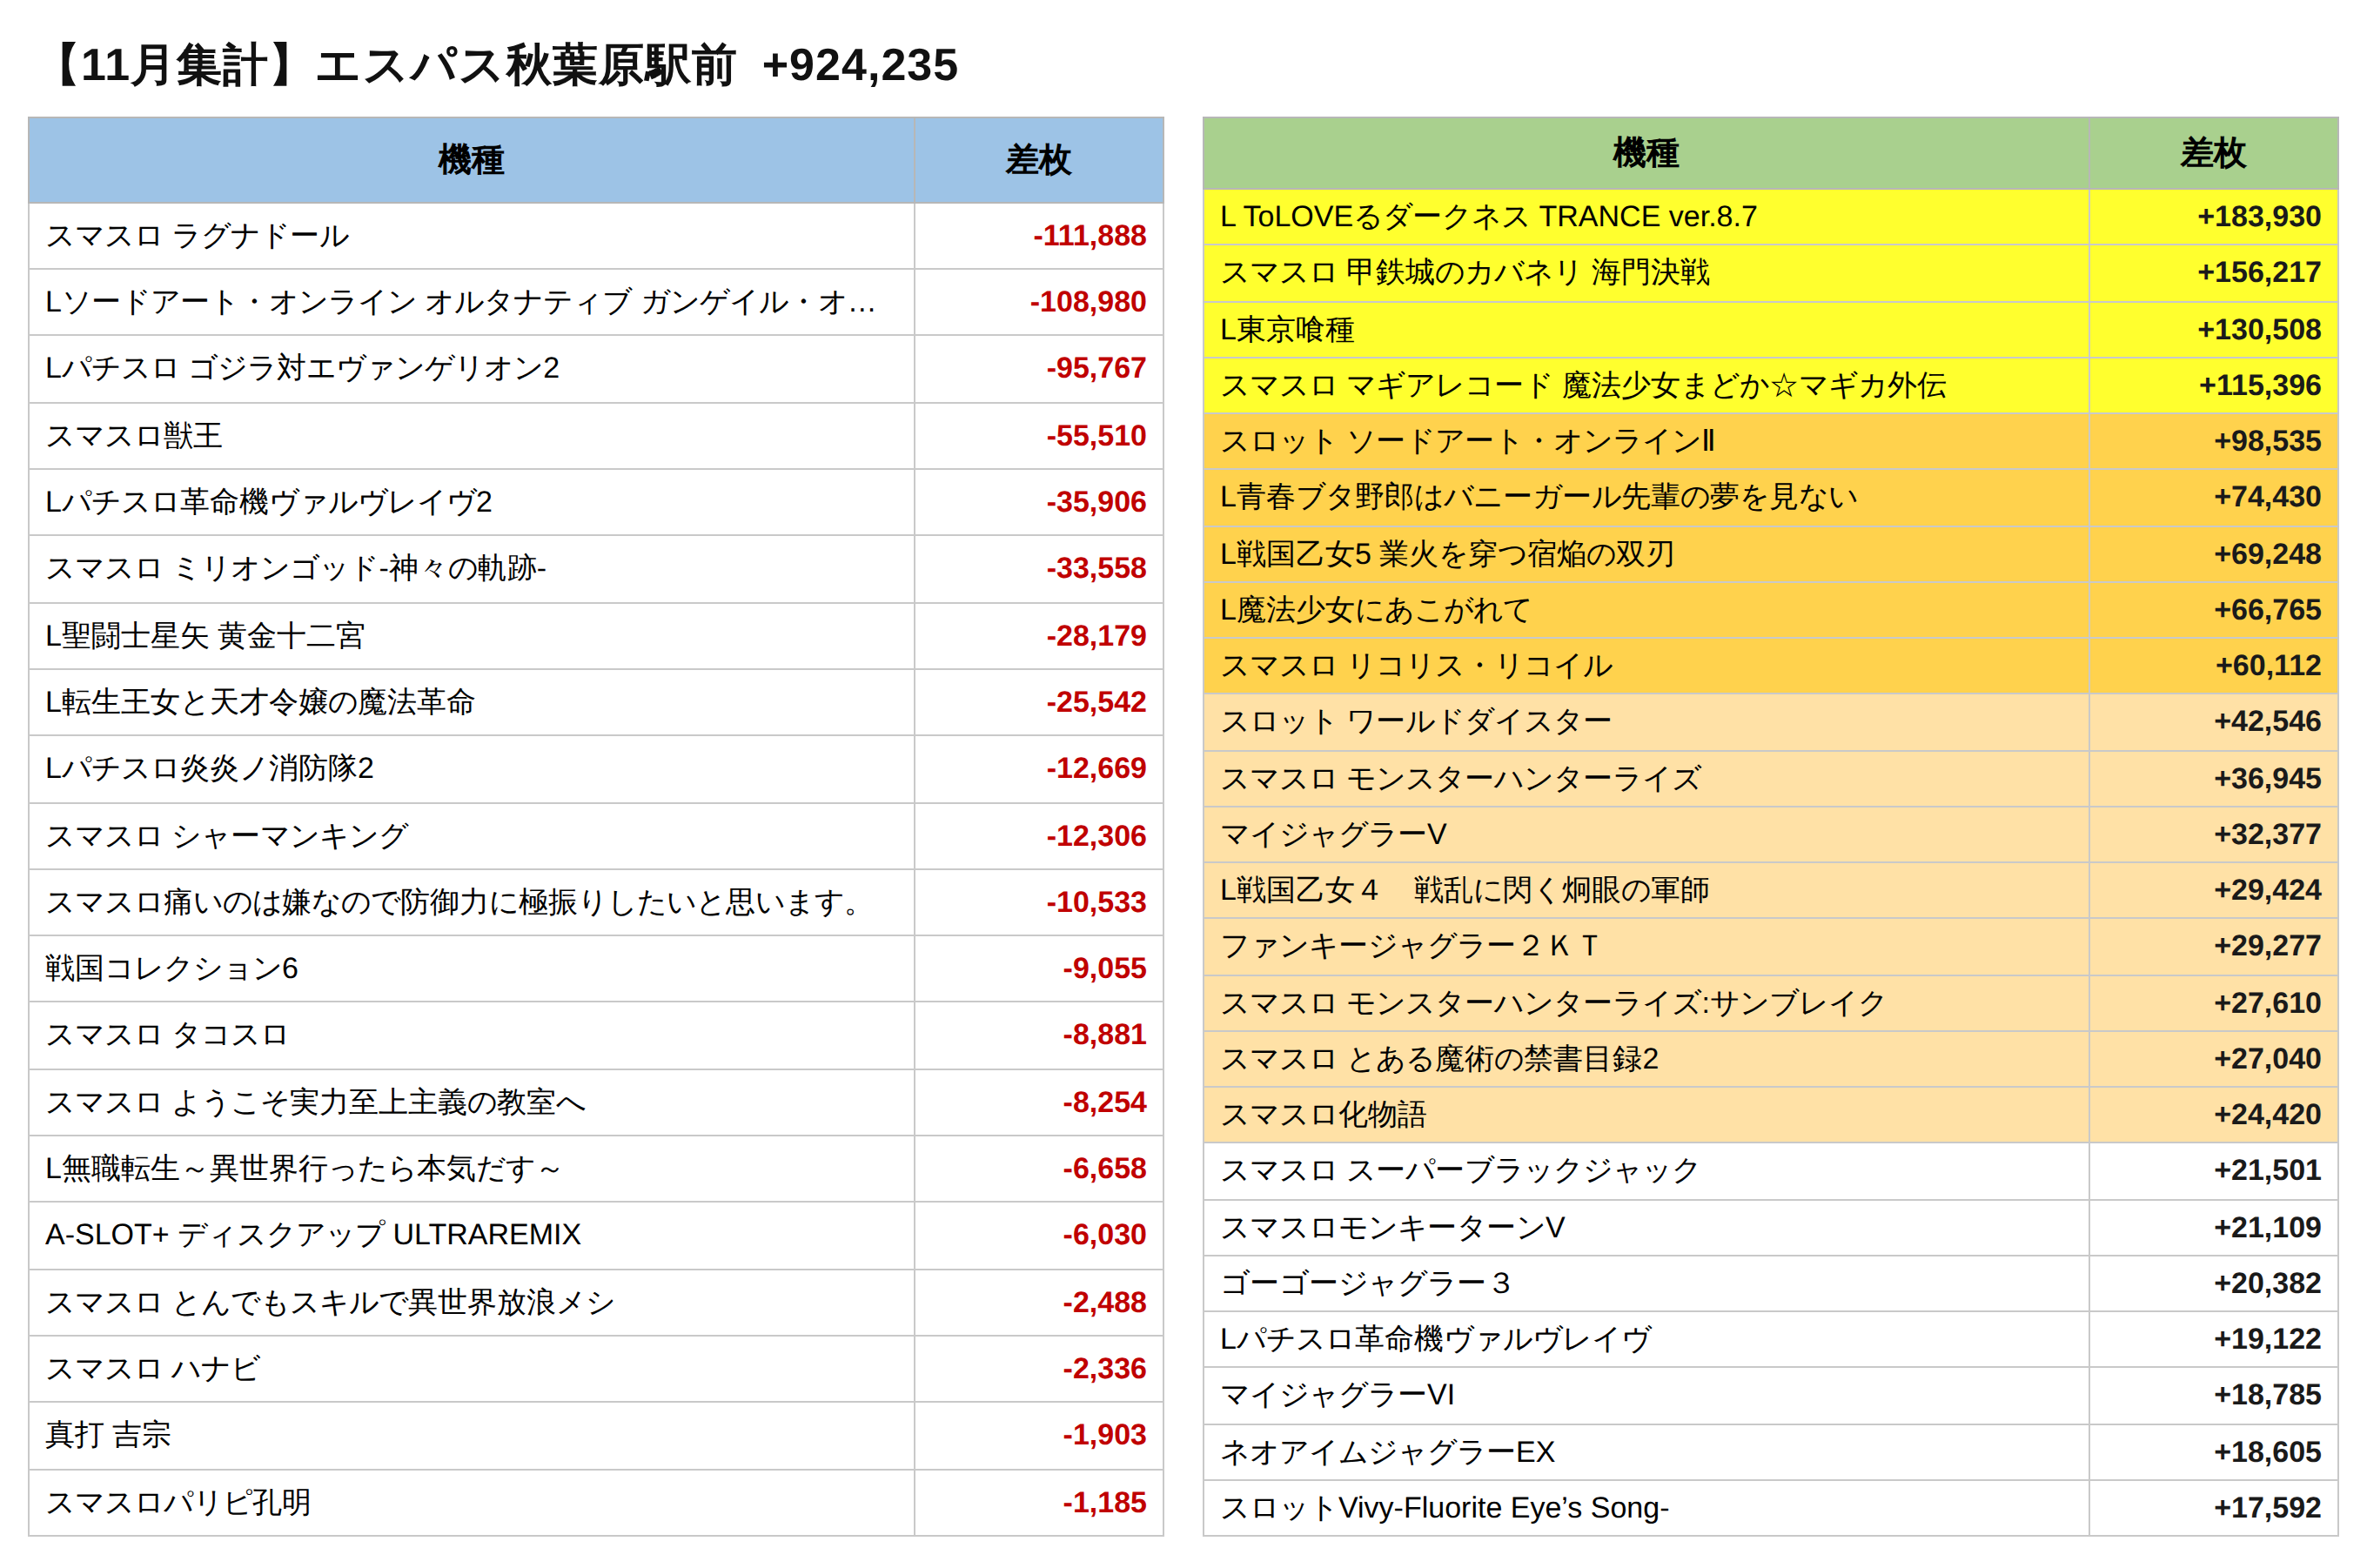 【11月集計】エスパス秋葉原駅前 +924,235
機種 差枚
スマスロ ラグナドール -111,888
Lソードアート・オンライン オルタナティブ ガンゲイル・オ… -108,980
Lパチスロ ゴジラ対エヴァンゲリオン2 -95,767
スマスロ獣王 -55,510
Lパチスロ革命機ヴァルヴレイヴ2 -35,906
スマスロ ミリオンゴッド-神々の軌跡- -33,558
L聖闘士星矢 黄金十二宮 -28,179
L転生王女と天才令嬢の魔法革命 -25,542
Lパチスロ炎炎ノ消防隊2 -12,669
スマスロ シャーマンキング -12,306
スマスロ痛いのは嫌なので防御力に極振りしたいと思います。 -10,533
戦国コレクション6 -9,055
スマスロ タコスロ -8,881
スマスロ ようこそ実力至上主義の教室へ -8,254
L無職転生～異世界行ったら本気だす～ -6,658
A-SLOT+ ディスクアップ ULTRAREMIX -6,030
スマスロ とんでもスキルで異世界放浪メシ -2,488
スマスロ ハナビ -2,336
真打 吉宗 -1,903
スマスロパリピ孔明 -1,185
機種 差枚
L ToLOVEるダークネス TRANCE ver.8.7 +183,930
スマスロ 甲鉄城のカバネリ 海門決戦 +156,217
L東京喰種 +130,508
スマスロ マギアレコード 魔法少女まどか☆マギカ外伝 +115,396
スロット ソードアート・オンラインⅡ +98,535
L青春ブタ野郎はバニーガール先輩の夢を見ない +74,430
L戦国乙女5 業火を穿つ宿焔の双刃 +69,248
L魔法少女にあこがれて +66,765
スマスロ リコリス・リコイル +60,112
スロット ワールドダイスター +42,546
スマスロ モンスターハンターライズ +36,945
マイジャグラーV +32,377
L戦国乙女４　戦乱に閃く炯眼の軍師 +29,424
ファンキージャグラー２ＫＴ +29,277
スマスロ モンスターハンターライズ:サンブレイク +27,610
スマスロ とある魔術の禁書目録2 +27,040
スマスロ化物語 +24,420
スマスロ スーパーブラックジャック +21,501
スマスロモンキーターンV +21,109
ゴーゴージャグラー３ +20,382
Lパチスロ革命機ヴァルヴレイヴ +19,122
マイジャグラーVI +18,785
ネオアイムジャグラーEX +18,605
スロットVivy-Fluorite Eye’s Song- +17,592